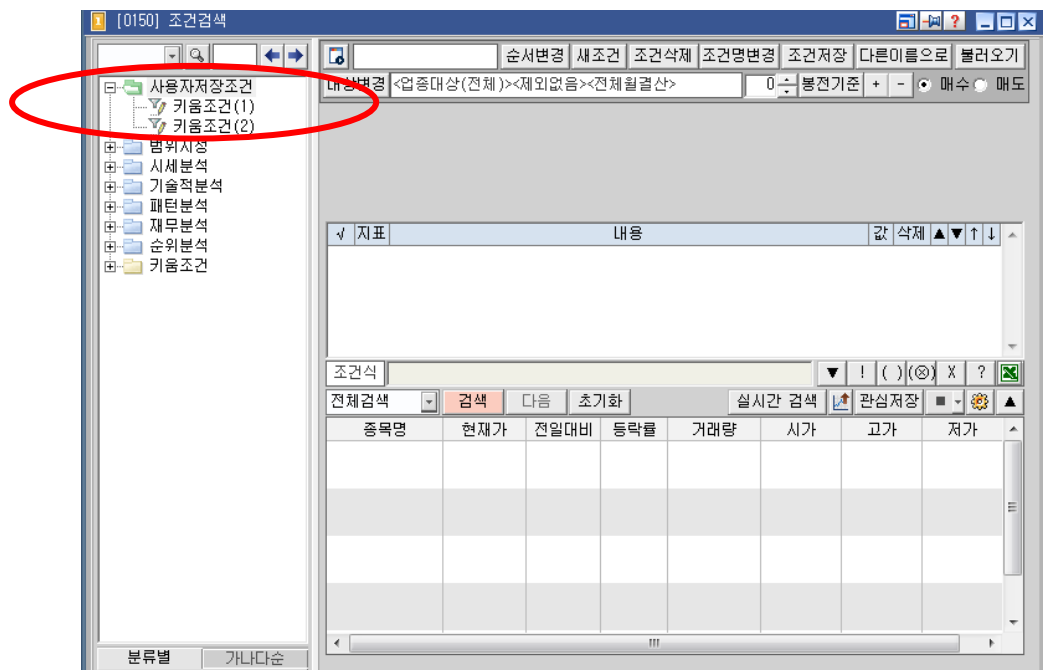 [0150] 조건검색
순서변경 새조건 조건삭제 조건명변경 조건저장 다른이름으로 불러오기
대상변경 <업종대상(전체)><제외없음><전체월결산> 0 봉전기준 + - 매수 매도
사용자저장조건
키움조건(1)
키움조건(2)
범위지정
시세분석
기술적분석
패턴분석
재무분석
순위분석
키움조건
√ 지표 내용 값 삭제 ▲ ▼ ↑ ↓
조건식 ▼ ! ( ) (⊗) X ?
전체검색 검색 다음 초기화 실시간 검색 관심저장 ■ ▲
종목명 현재가 전일대비 등락률 거래량 시가 고가 저가
분류별 가나다순